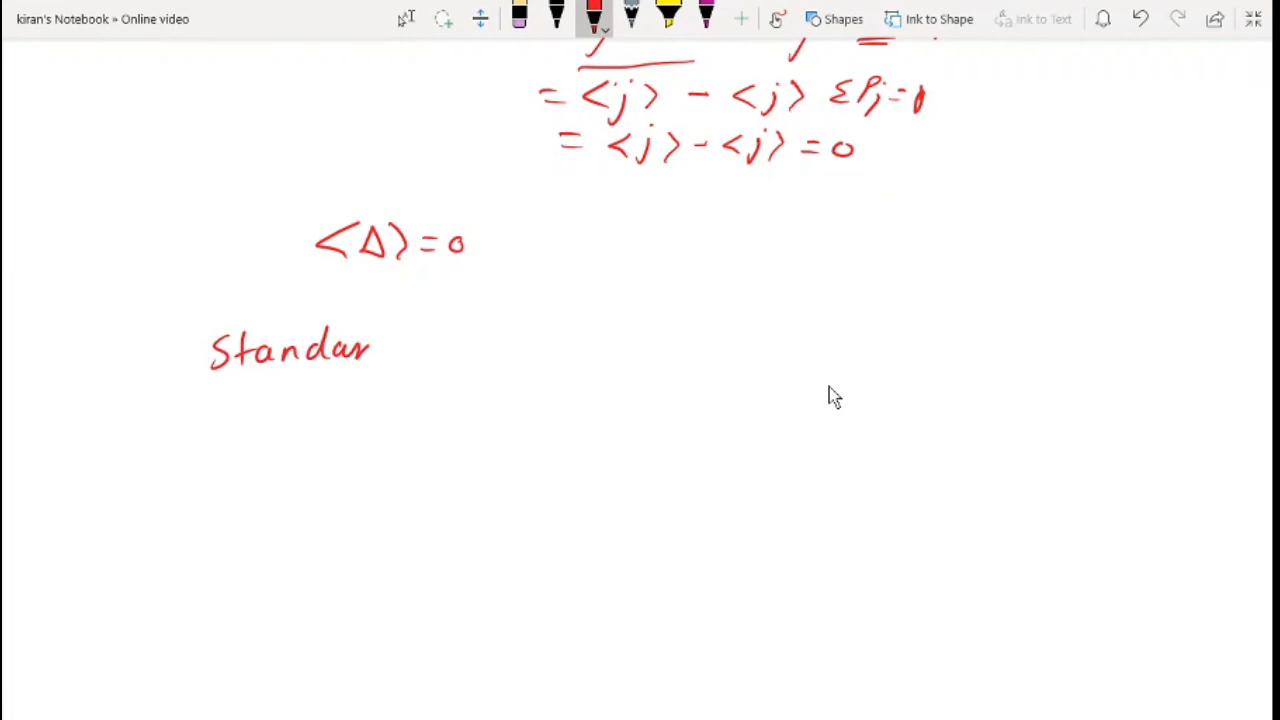 kiran's Notebook » Online video
Shapes
Ink to Shape
Ink to Text
= <j> - <j> ΣPj=1
= <j> - <j> = 0
<Δ> = 0
Standar